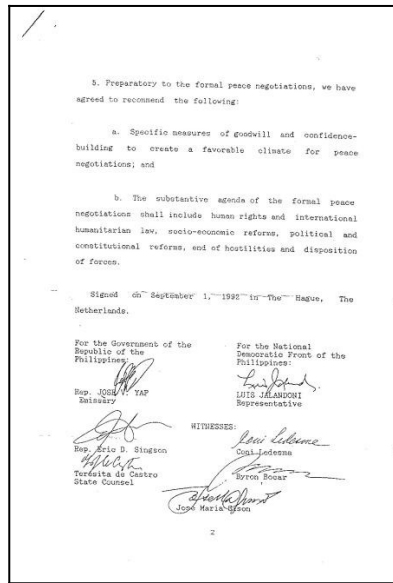 5. Preparatory to the formal peace negotiations, we have
agreed to recommend the following:
a. Specific measures of goodwill and confidence-
building to create a favorable climate for peace
negotiations; and
b. The substantive agenda of the formal peace
negotiations shall include human rights and international
humanitarian law, socio-economic reforms, political and
constitutional reforms, end of hostilities and disposition
of forces.
Signed on September 1, 1992 in The Hague, The
Netherlands.
For the Government of the
Republic of the
Philippines:
Rep. JOSE V. YAP
Emissary
For the National
Democratic Front of the
Philippines:
LUIS JALANDONI
Representative
WITNESSES:
Rep. Eric D. Singson
Coni Ledesma
Coni Ledesma
Teresita de Castro
State Counsel
Byron Bocar
Jose Maria Sison
2